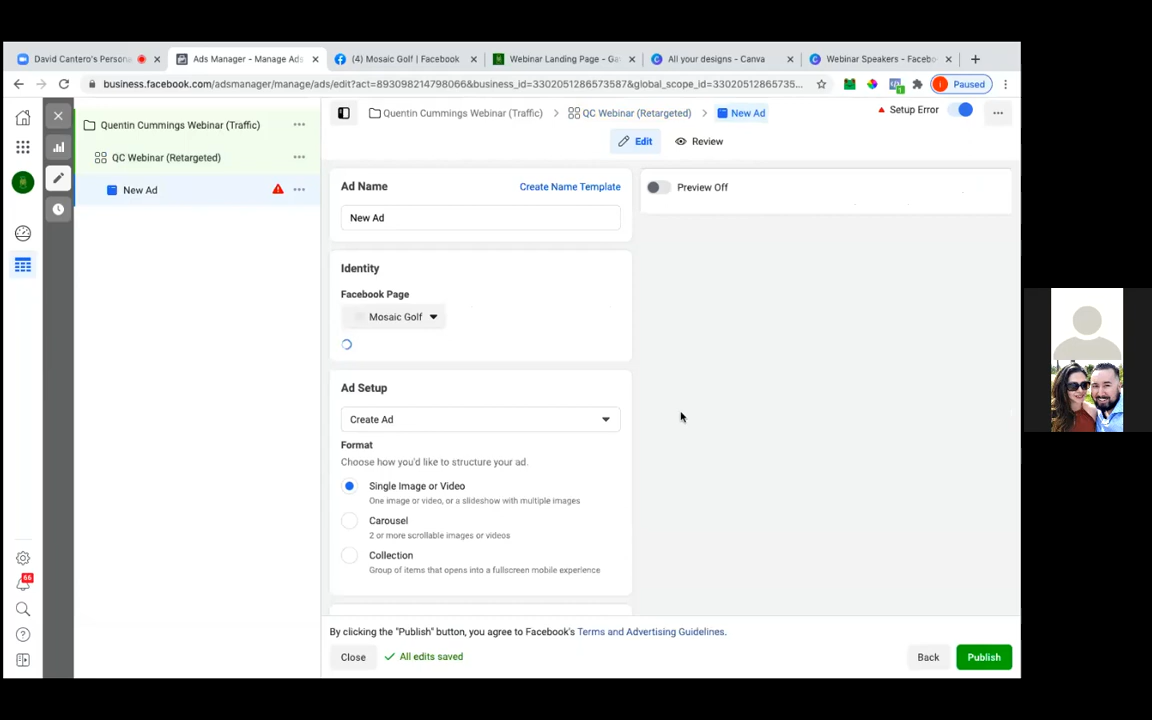 David Cantero's Persona
Ads Manager - Manage Ads
(4) Mosaic Golf | Facebook
Webinar Landing Page - Ga
All your designs - Canva
Webinar Speakers - Facebo
business.facebook.com/adsmanager/manage/ads/edit?act=893098214798066&business_id=3302051286573587&global_scope_id=33020512865735...
Paused
Quentin Cummings Webinar (Traffic)
QC Webinar (Retargeted)
New Ad
Quentin Cummings Webinar (Traffic)
QC Webinar (Retargeted)
New Ad
Setup Error
Edit
Review
Ad Name
Create Name Template
New Ad
Preview Off
Identity
Facebook Page
Mosaic Golf
Ad Setup
Create Ad
Format
Choose how you'd like to structure your ad.
Single Image or Video
One image or video, or a slideshow with multiple images
Carousel
2 or more scrollable images or videos
Collection
Group of items that opens into a fullscreen mobile experience
66
By clicking the "Publish" button, you agree to Facebook's Terms and Advertising Guidelines.
Close
All edits saved
Back
Publish